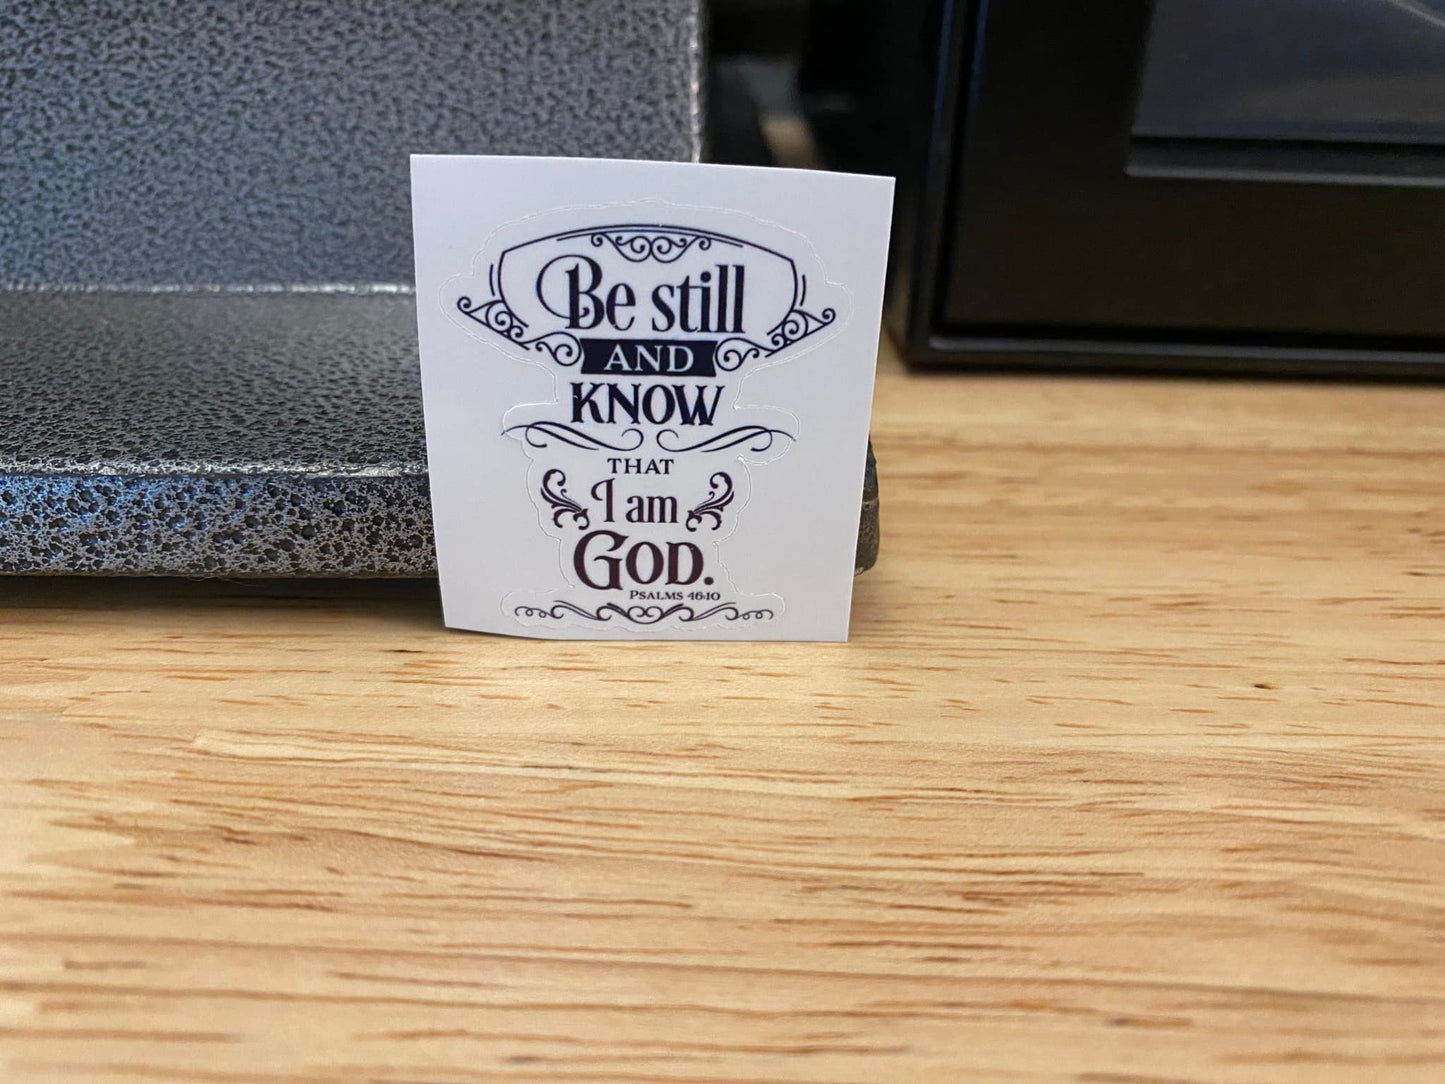 Be still
AND
KNOW
THAT
I am
GOD.
PSALMS 46:10